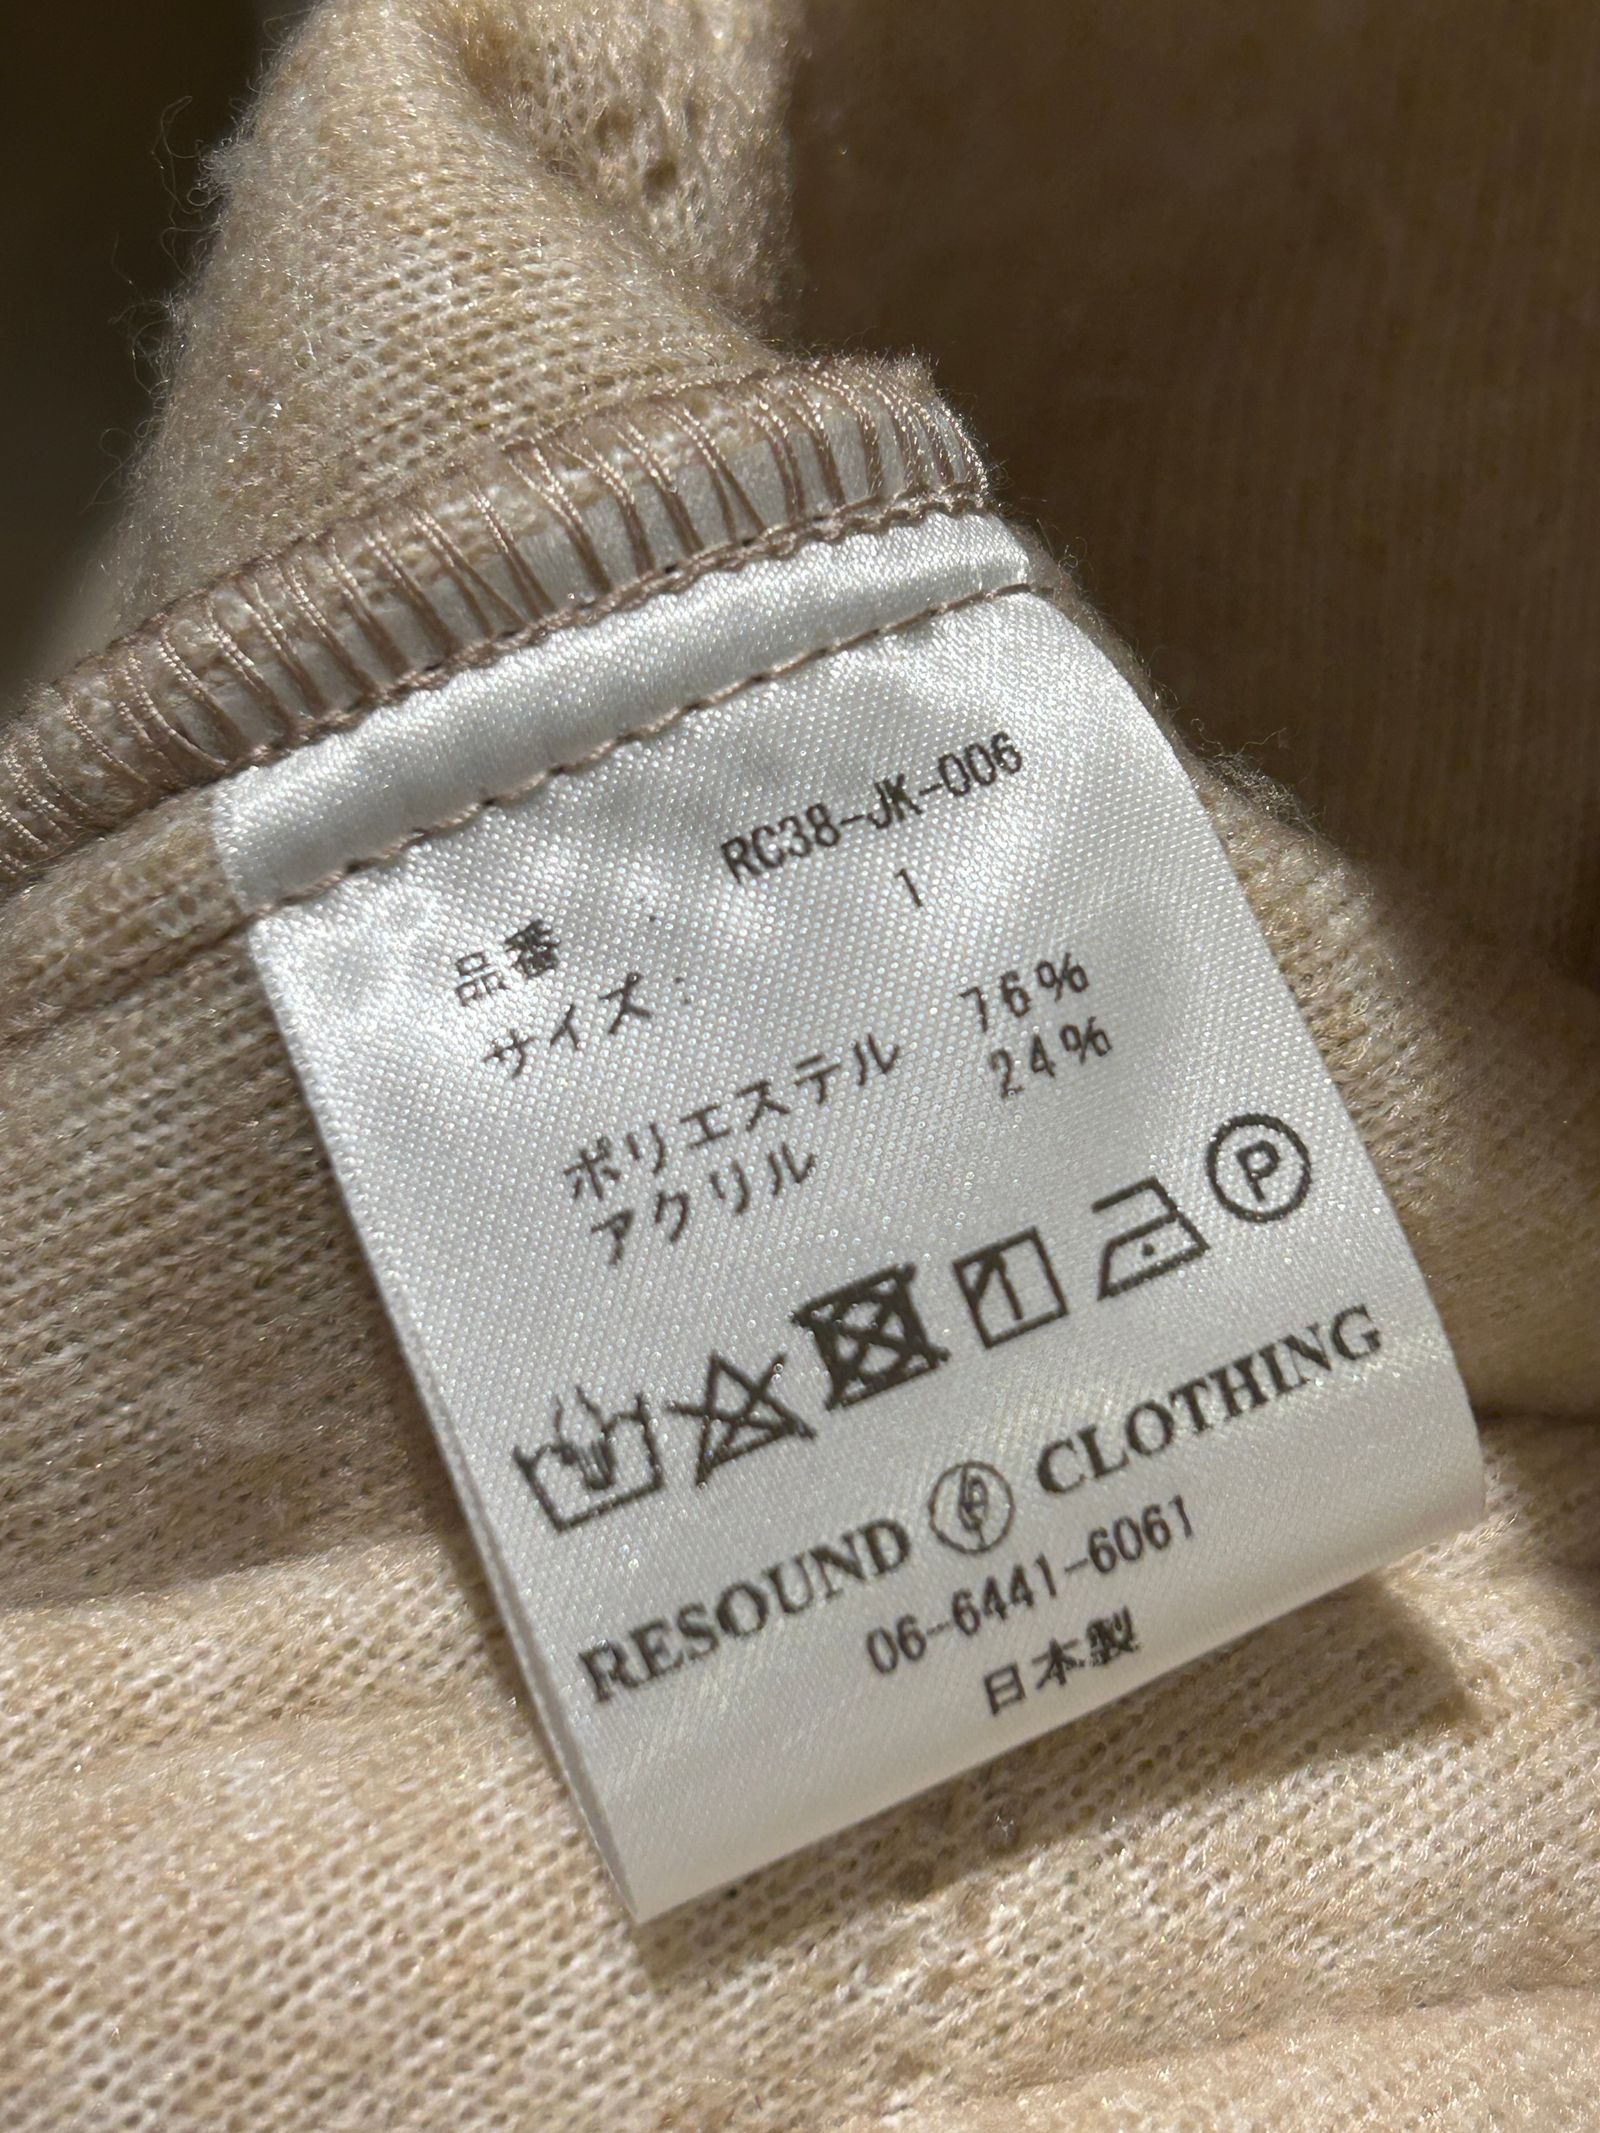 品番 : RC38-JK-006
サイズ : 1
ポリエステル 76%
アクリル 24%
P
RESOUND CLOTHING
06-6441-6061
日本製